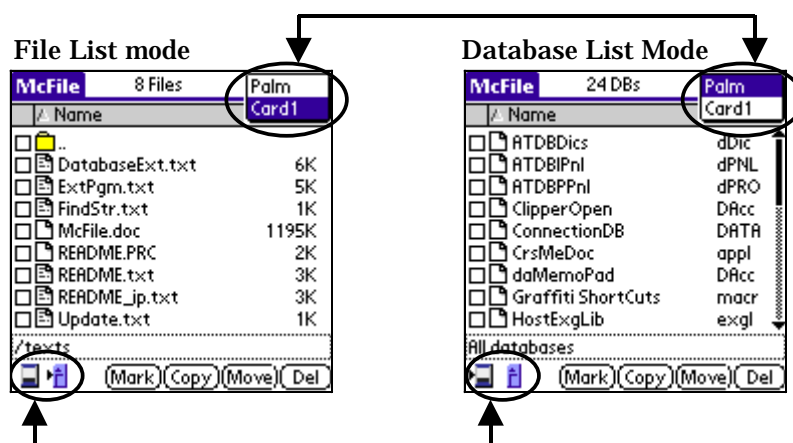 File List mode
McFile 8 Files Palm
Card1
Name
..
DatabaseExt.txt 6K
ExtPgm.txt 5K
FindStr.txt 1K
McFile.doc 1195K
README.PRC 2K
README.txt 3K
README_jp.txt 3K
Update.txt 1K
/texts
Mark Copy Move Del
Database List Mode
McFile 24 DBs Palm
Card1
Name
ATDBDics dDic
ATDBIPnl dPNL
ATDBPPnl dPRO
ClipperOpen DAcc
ConnectionDB DATA
CrsMeDoc appl
daMemoPad DAcc
Graffiti ShortCuts macr
HostExgLib exgl
All databases
Mark Copy Move Del